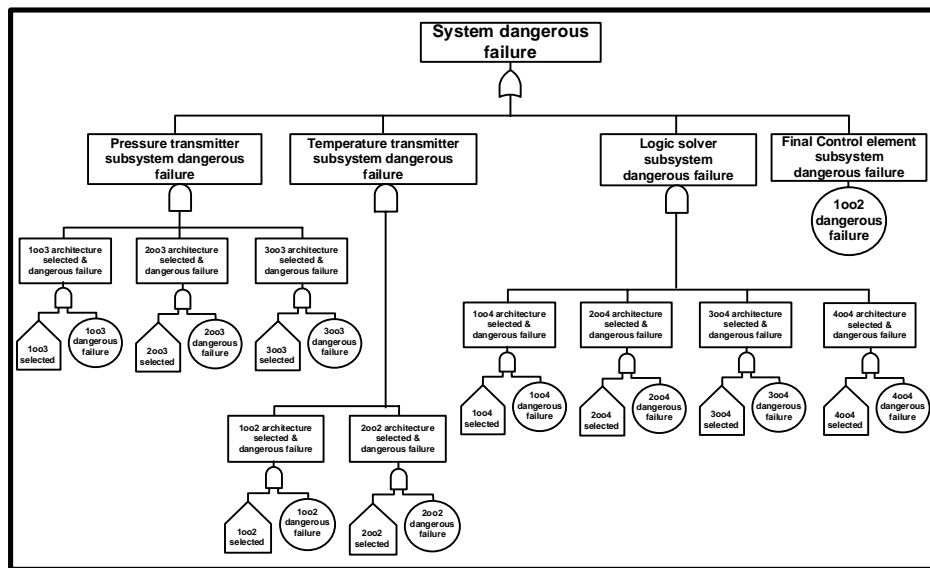 System dangerous
failure
Pressure transmitter
subsystem dangerous
failure
Temperature transmitter
subsystem dangerous
failure
Logic solver
subsystem
dangerous failure
Final Control element
subsystem
dangerous failure
1oo2
dangerous
failure
1oo3 architecture
selected &
dangerous failure
2oo3 architecture
selected &
dangerous failure
3oo3 architecture
selected &
dangerous failure
1oo3
selected
1oo3
dangerous
failure
2oo3
selected
2oo3
dangerous
failure
3oo3
selected
3oo3
dangerous
failure
1oo4 architecture
selected &
dangerous failure
2oo4 architecture
selected &
dangerous failure
3oo4 architecture
selected &
dangerous failure
4oo4 architecture
selected &
dangerous failure
1oo4
selected
1oo4
dangerous
failure
2oo4
selected
2oo4
dangerous
failure
3oo4
selected
3oo4
dangerous
failure
4oo4
selected
4oo4
dangerous
failure
1oo2 architecture
selected &
dangerous failure
2oo2 architecture
selected &
dangerous failure
1oo2
selected
1oo2
dangerous
failure
2oo2
selected
2oo2
dangerous
failure